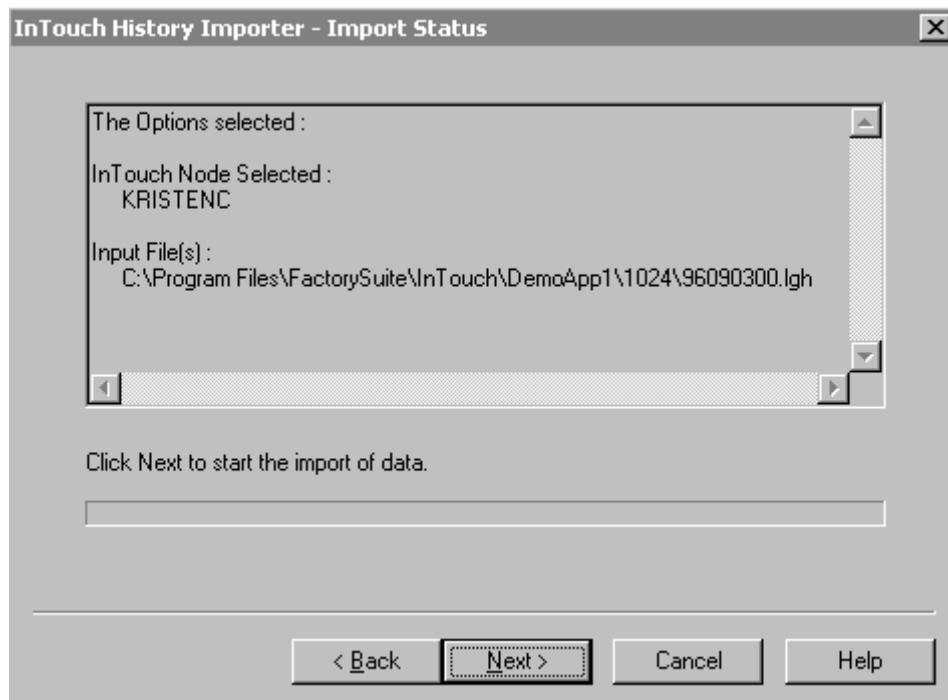 InTouch History Importer - Import Status
The Options selected :
InTouch Node Selected :
KRISTENC
Input File(s) :
C:\Program Files\FactorySuite\InTouch\DemoApp1\1024\96090300.lgh
Click Next to start the import of data.
< Back
Next >
Cancel
Help